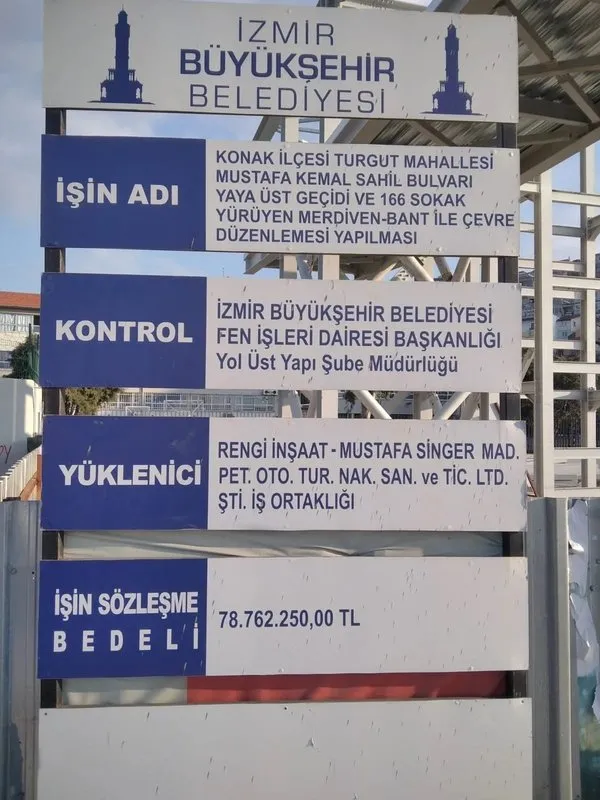 İZMİR
BÜYÜKŞEHİR
BELEDİYESİ
İŞİN ADI
KONAK İLÇESİ TURGUT MAHALLESİ
MUSTAFA KEMAL SAHİL BULVARI
YAYA ÜST GEÇİDİ VE 166 SOKAK
YÜRÜYEN MERDİVEN-BANT İLE ÇEVRE
DÜZENLEMESİ YAPILMASI
KONTROL
İZMİR BÜYÜKŞEHİR BELEDİYESİ
FEN İŞLERİ DAİRESİ BAŞKANLIĞI
Yol Üst Yapı Şube Müdürlüğü
YÜKLENİCİ
RENGİ İNŞAAT - MUSTAFA SİNGER MAD.
PET. OTO. TUR. NAK. SAN. ve TİC. LTD.
ŞTİ. İŞ ORTAKLIĞI
İŞİN SÖZLEŞME
BEDELİ
78.762.250,00 TL